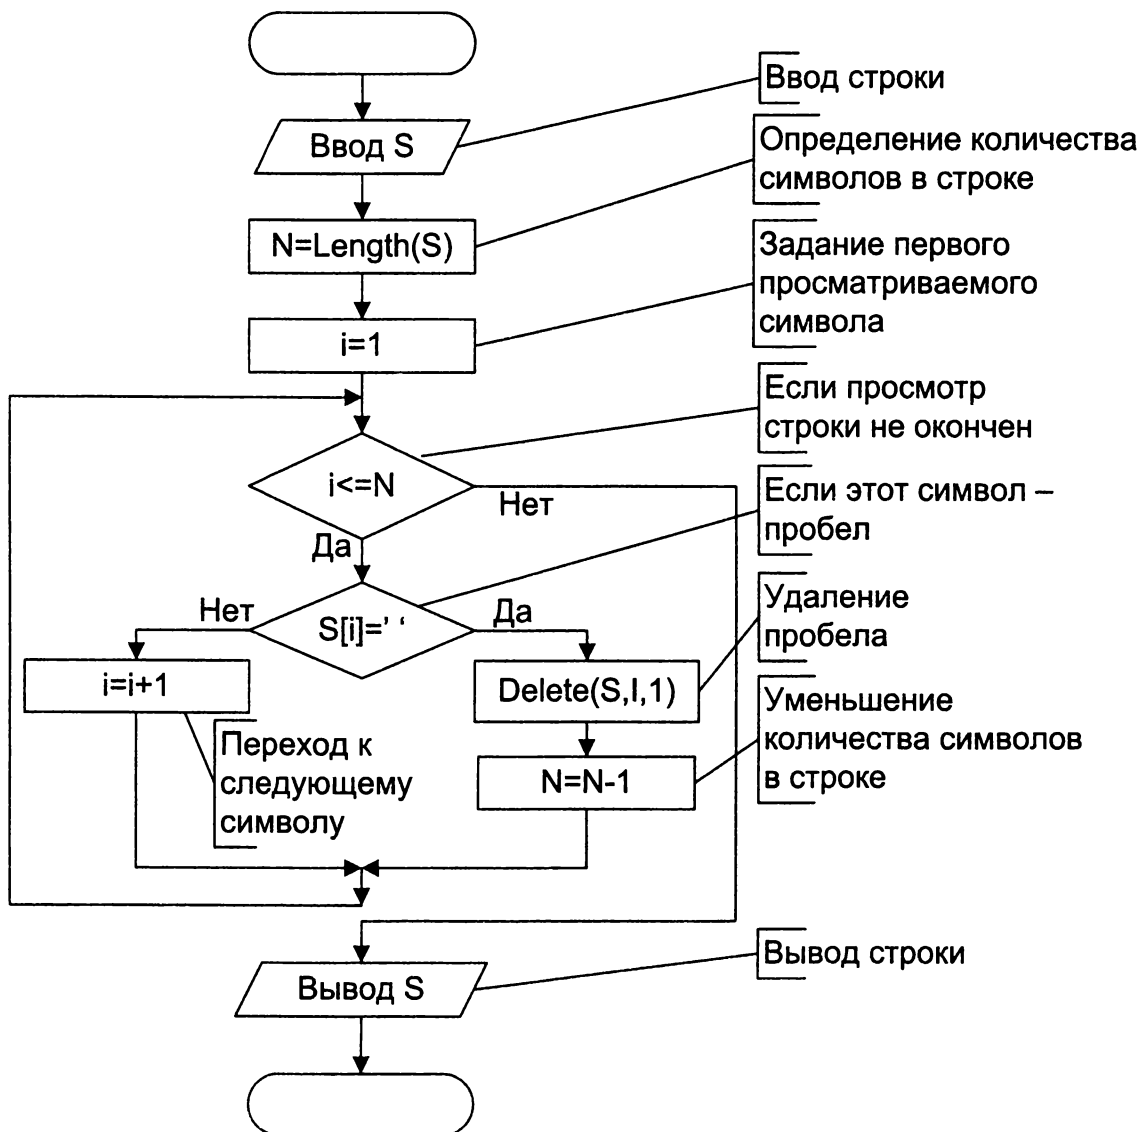 Ввод строки
Ввод S
Определение количества
символов в строке
N=Length(S)
Задание первого
просматриваемого
символа
i=1
Если просмотр
строки не окончен
i<=N
Нет
Если этот символ –
пробел
Да
Нет
S[i]=’ ‘
Да
Удаление
пробела
i=i+1
Delete(S,I,1)
Уменьшение
количества символов
в строке
Переход к
следующему
символу
N=N-1
Вывод строки
Вывод S